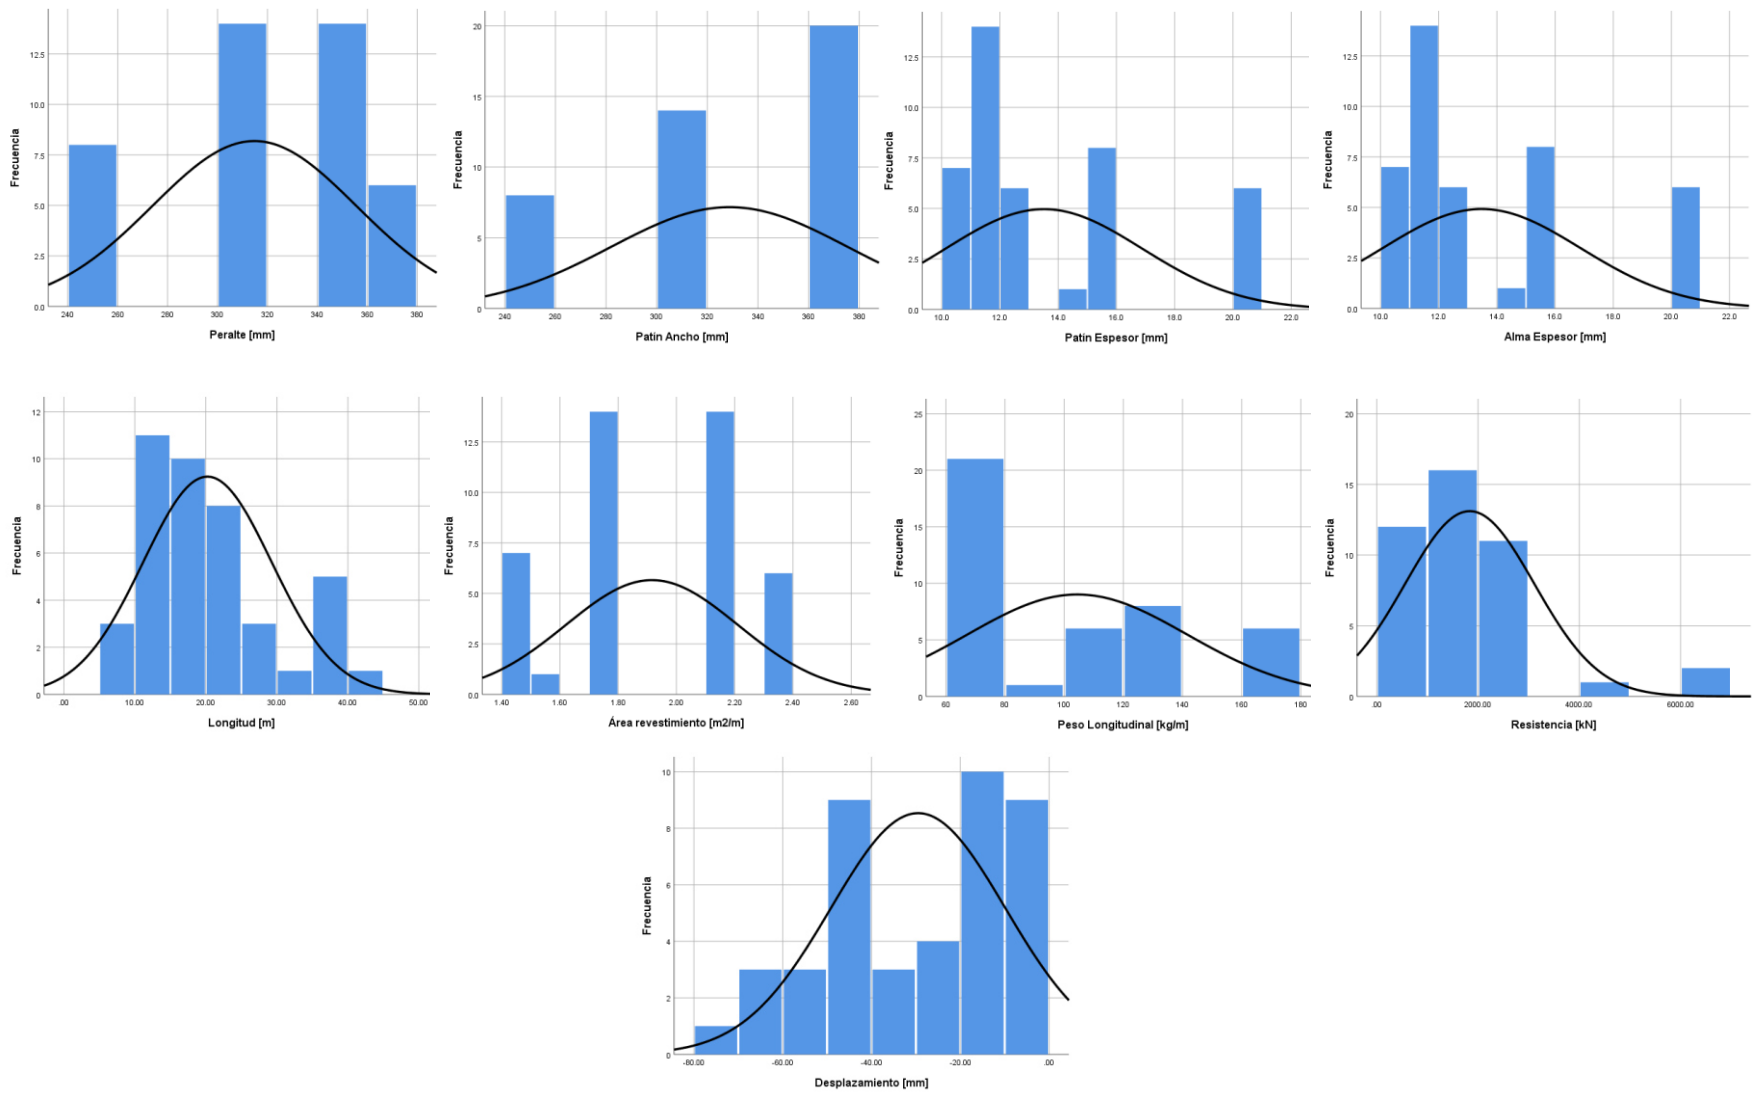 Frecuencia
12.5
10.0
7.5
5.0
2.5
0.0
240 260 280 300 320 340 360 380
Peralte [mm]
Frecuencia
20
15
10
5
0
240 260 280 300 320 340 360 380
Patin Ancho [mm]
Frecuencia
12.5
10.0
7.5
5.0
2.5
0.0
10.0 12.0 14.0 16.0 18.0 20.0 22.0
Patin Espesor [mm]
Frecuencia
12.5
10.0
7.5
5.0
2.5
0.0
10.0 12.0 14.0 16.0 18.0 20.0 22.0
Alma Espesor [mm]
Frecuencia
12
10
8
6
4
2
0
.00 10.00 20.00 30.00 40.00 50.00
Longitud [m]
Frecuencia
12.5
10.0
7.5
5.0
2.5
0.0
1.40 1.60 1.80 2.00 2.20 2.40 2.60
Área revestimiento [m2/m]
Frecuencia
25
20
15
10
5
0
60 80 100 120 140 160 180
Peso Longitudinal [kg/m]
Frecuencia
20
15
10
5
0
.00 2000.00 4000.00 6000.00
Resistencia [kN]
Frecuencia
10
8
6
4
2
0
-80.00 -60.00 -40.00 -20.00 .00
Desplazamiento [mm]